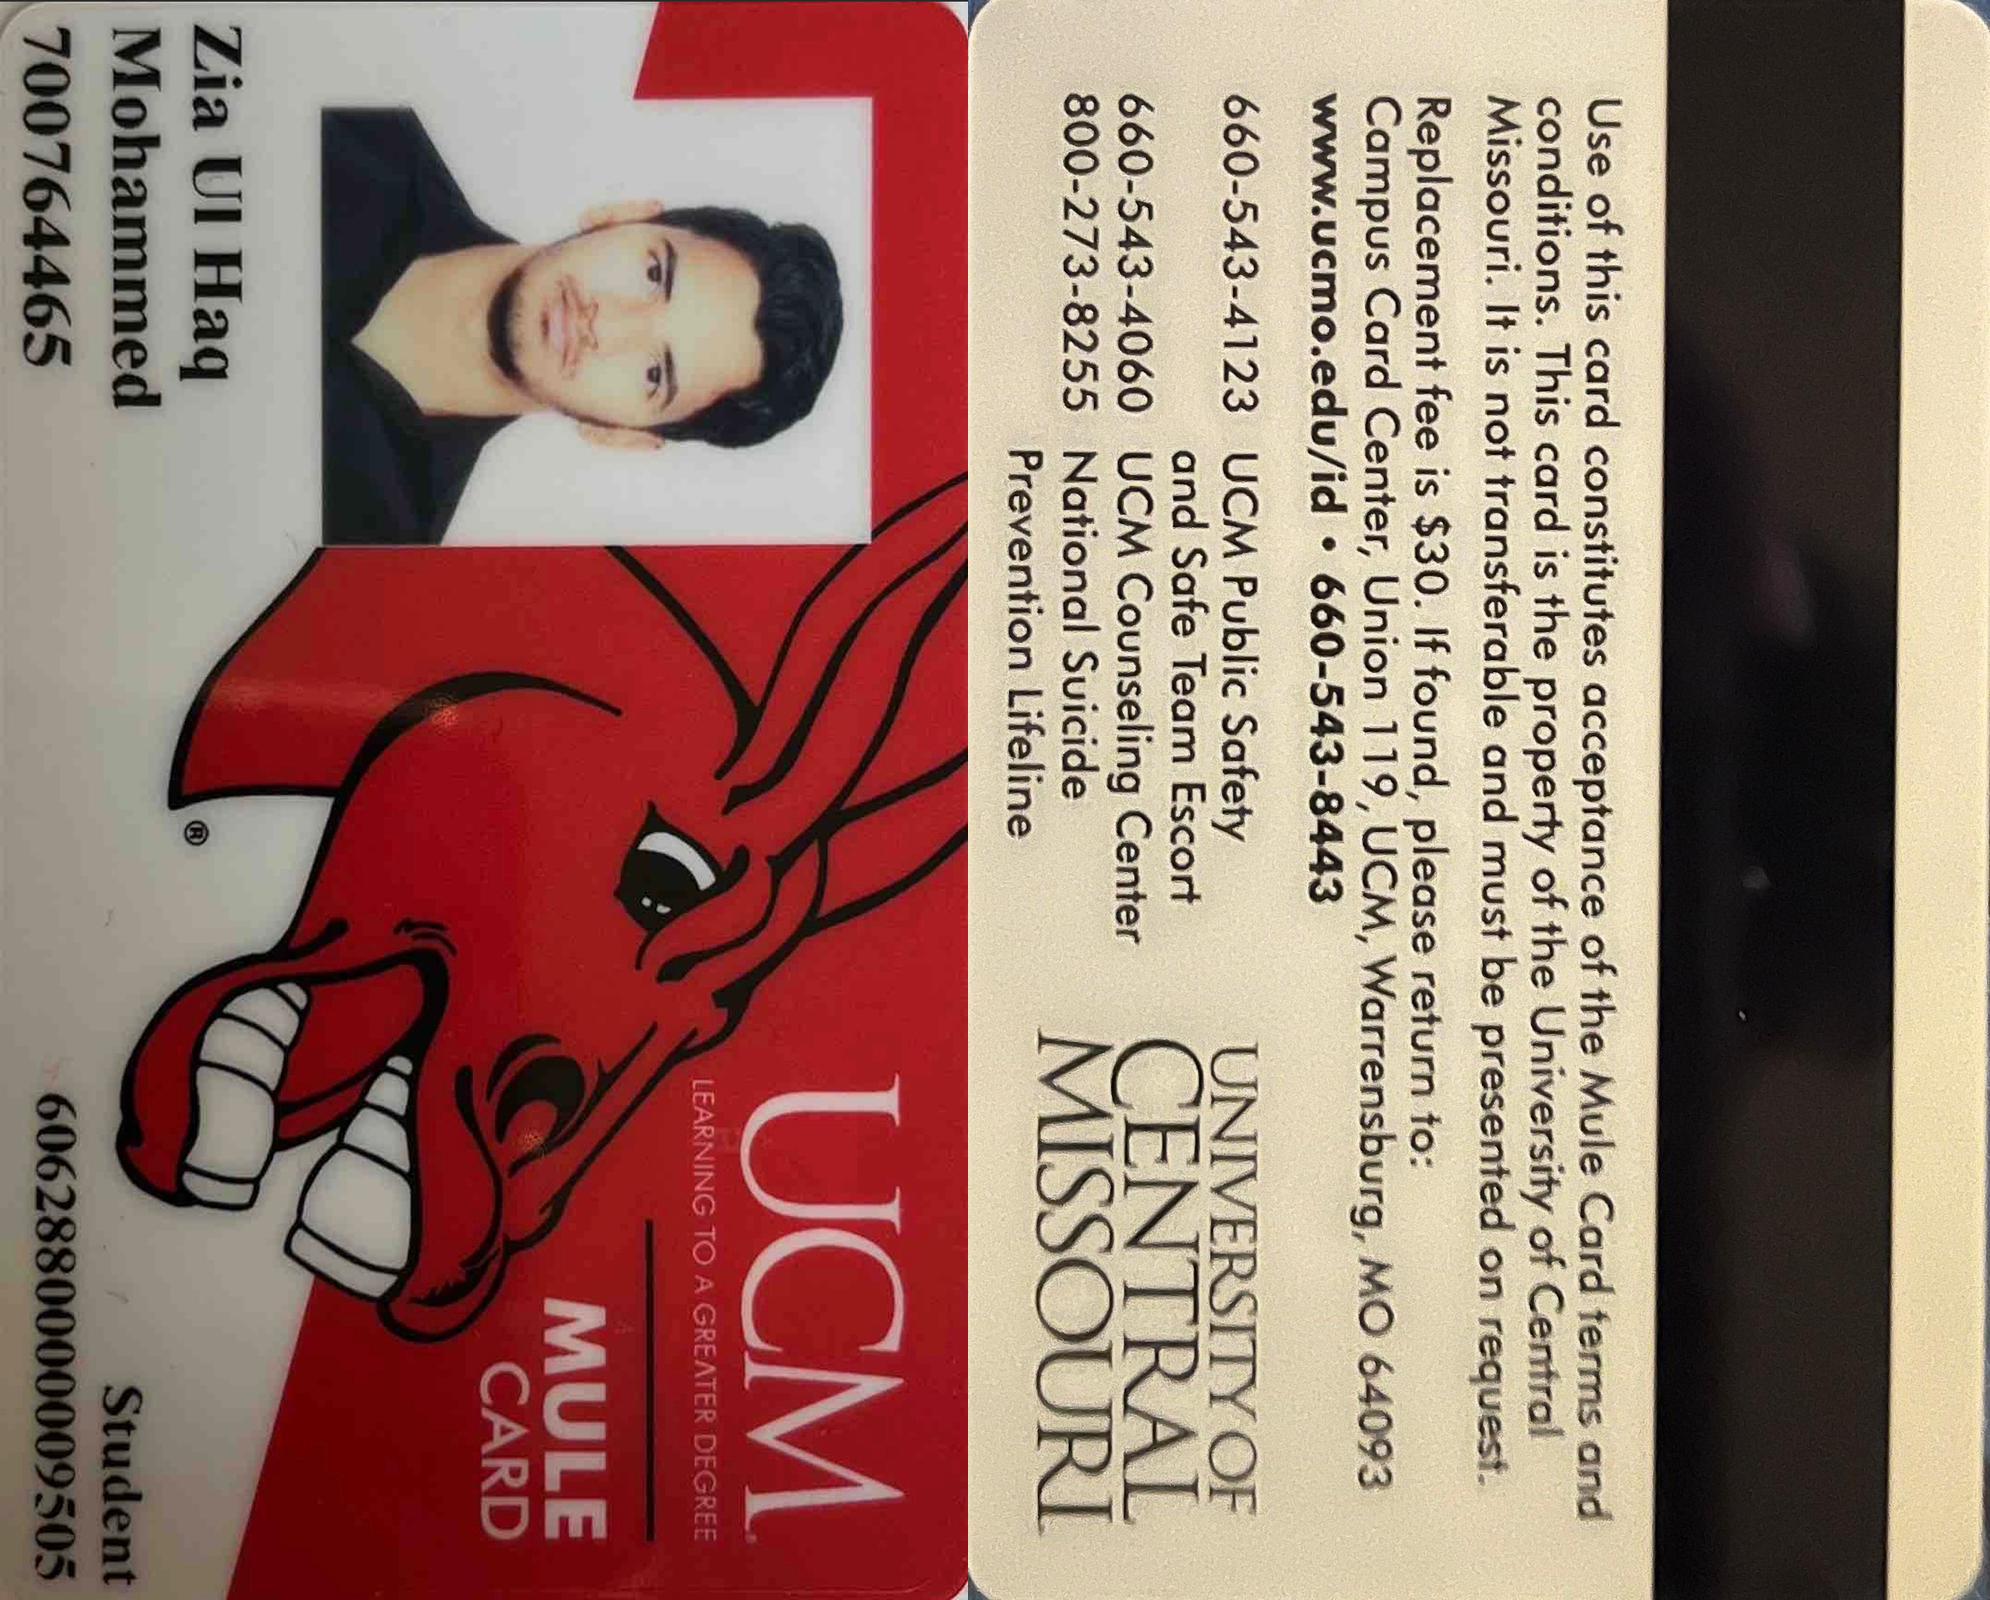 UCM
LEARNING TO A GREATER DEGREE
MULE
CARD
®
Zia Ul Haq
Mohammed
700764465
Student
6062880000009505
Use of this card constitutes acceptance of the Mule Card terms and
conditions. This card is the property of the University of Central
Missouri. It is not transferable and must be presented on request.
Replacement fee is $30. If found, please return to:
Campus Card Center, Union 119, UCM, Warrensburg, MO 64093
www.ucmo.edu/id • 660-543-8443
660-543-4123 UCM Public Safety
and Safe Team Escort
660-543-4060 UCM Counseling Center
800-273-8255 National Suicide
Prevention Lifeline
UNIVERSITY OF
CENTRAL
MISSOURI